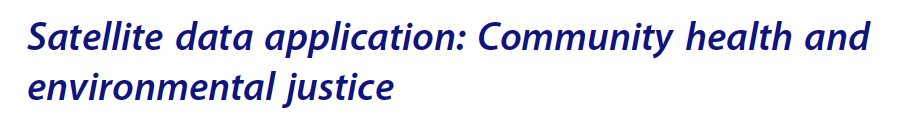 Satellite data application: Community health and
environmental justice